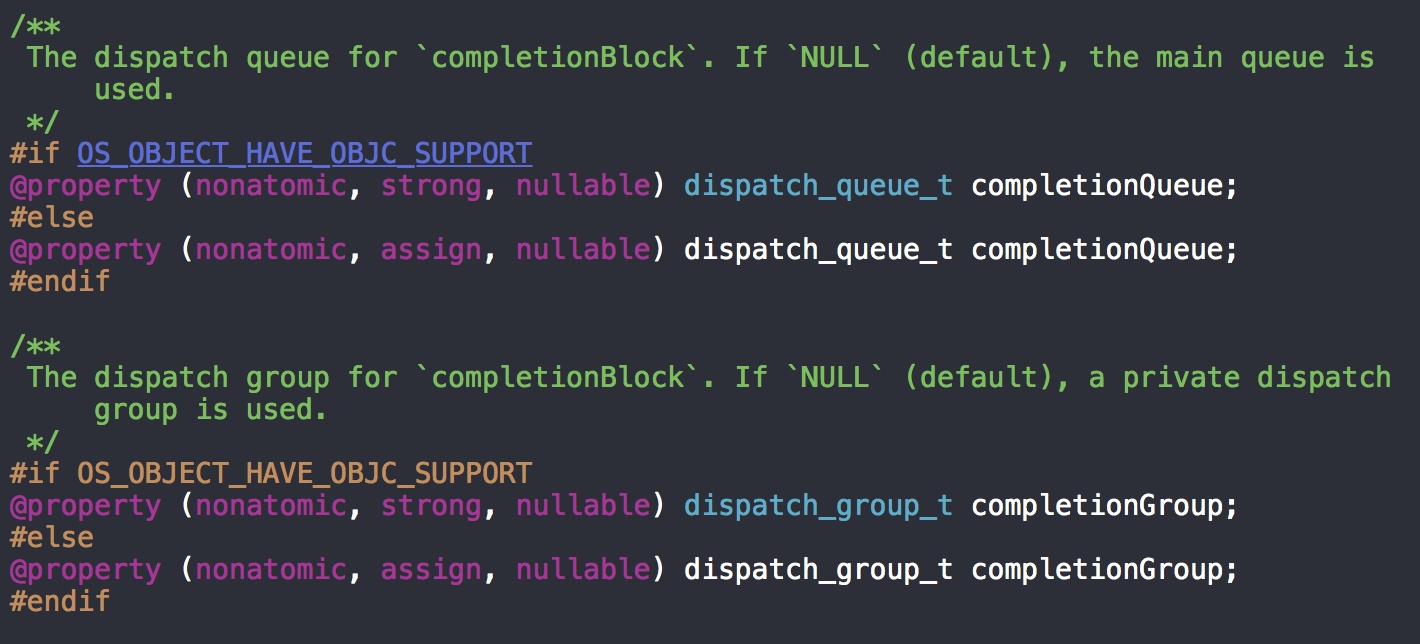 /**
 The dispatch queue for `completionBlock`. If `NULL` (default), the main queue is
     used.
 */
#if OS_OBJECT_HAVE_OBJC_SUPPORT
@property (nonatomic, strong, nullable) dispatch_queue_t completionQueue;
#else
@property (nonatomic, assign, nullable) dispatch_queue_t completionQueue;
#endif

/**
 The dispatch group for `completionBlock`. If `NULL` (default), a private dispatch
     group is used.
 */
#if OS_OBJECT_HAVE_OBJC_SUPPORT
@property (nonatomic, strong, nullable) dispatch_group_t completionGroup;
#else
@property (nonatomic, assign, nullable) dispatch_group_t completionGroup;
#endif